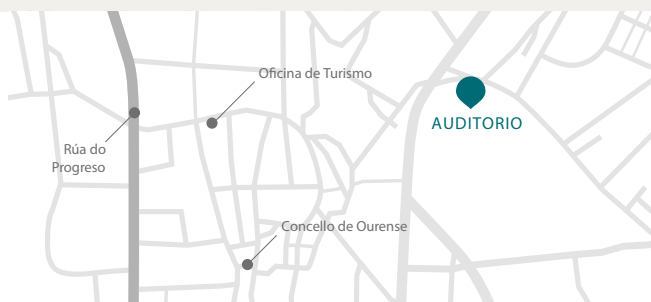 Oficina de Turismo
AUDITORIO
Rúa do
Progreso
Concello de Ourense